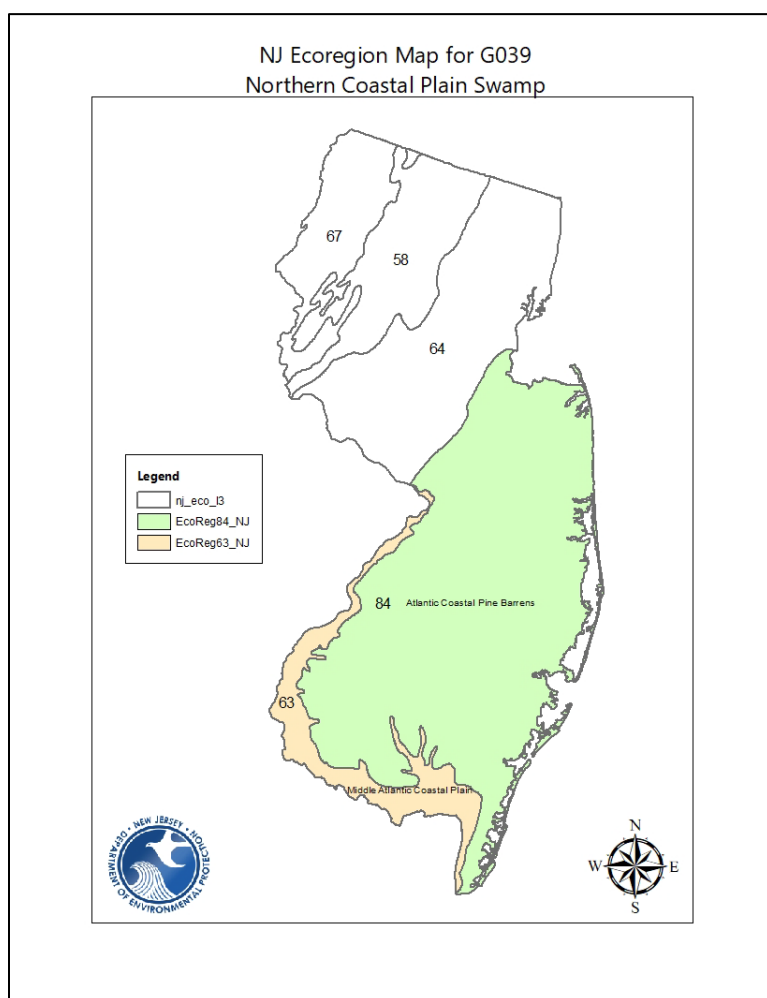 NJ Ecoregion Map for G039
Northern Coastal Plain Swamp
67
58
64
Legend
nj_eco_l3
EcoReg84_NJ
EcoReg63_NJ
84
Atlantic Coastal Pine Barrens
63
Middle Atlantic Coastal Plain
NEW JERSEY
DEPARTMENT OF ENVIRONMENTAL PROTECTION
N
W
E
S